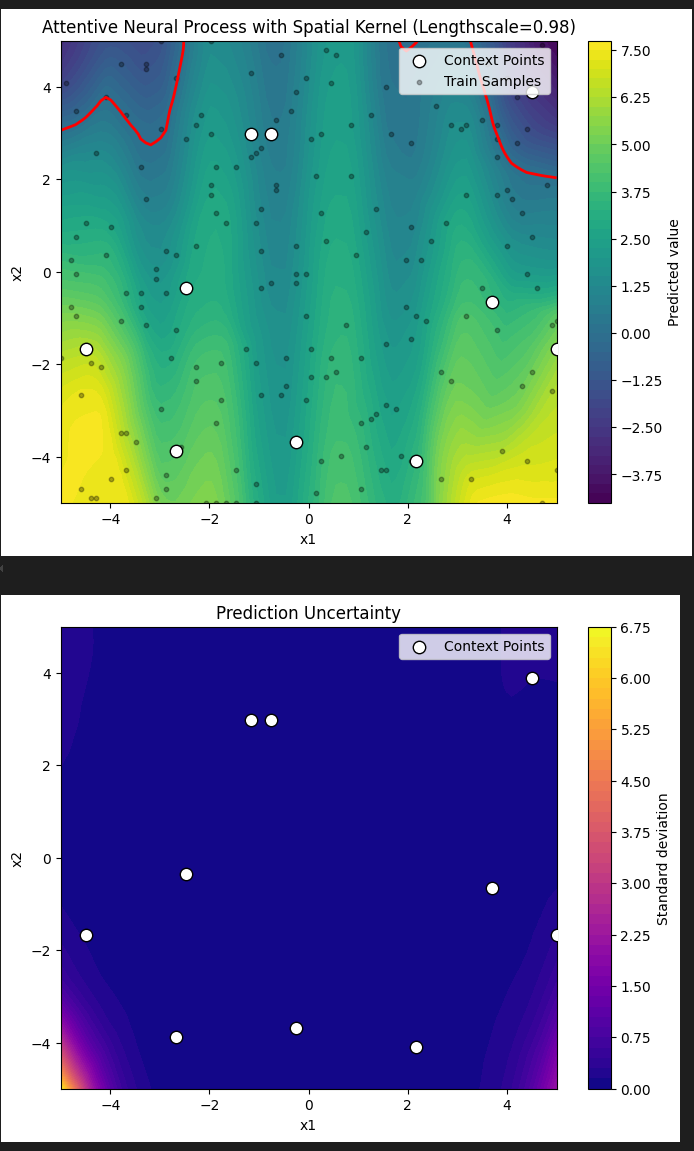 Attentive Neural Process with Spatial Kernel (Lengthscale=0.98)
Context Points
Train Samples
4
2
0
−2
−4
x2
−4 −2 0 2 4
x1
7.50
6.25
5.00
3.75
2.50
1.25
0.00
−1.25
−2.50
−3.75
Predicted value
Prediction Uncertainty
Context Points
4
2
0
−2
−4
x2
−4 −2 0 2 4
x1
6.75
6.00
5.25
4.50
3.75
3.00
2.25
1.50
0.75
0.00
Standard deviation